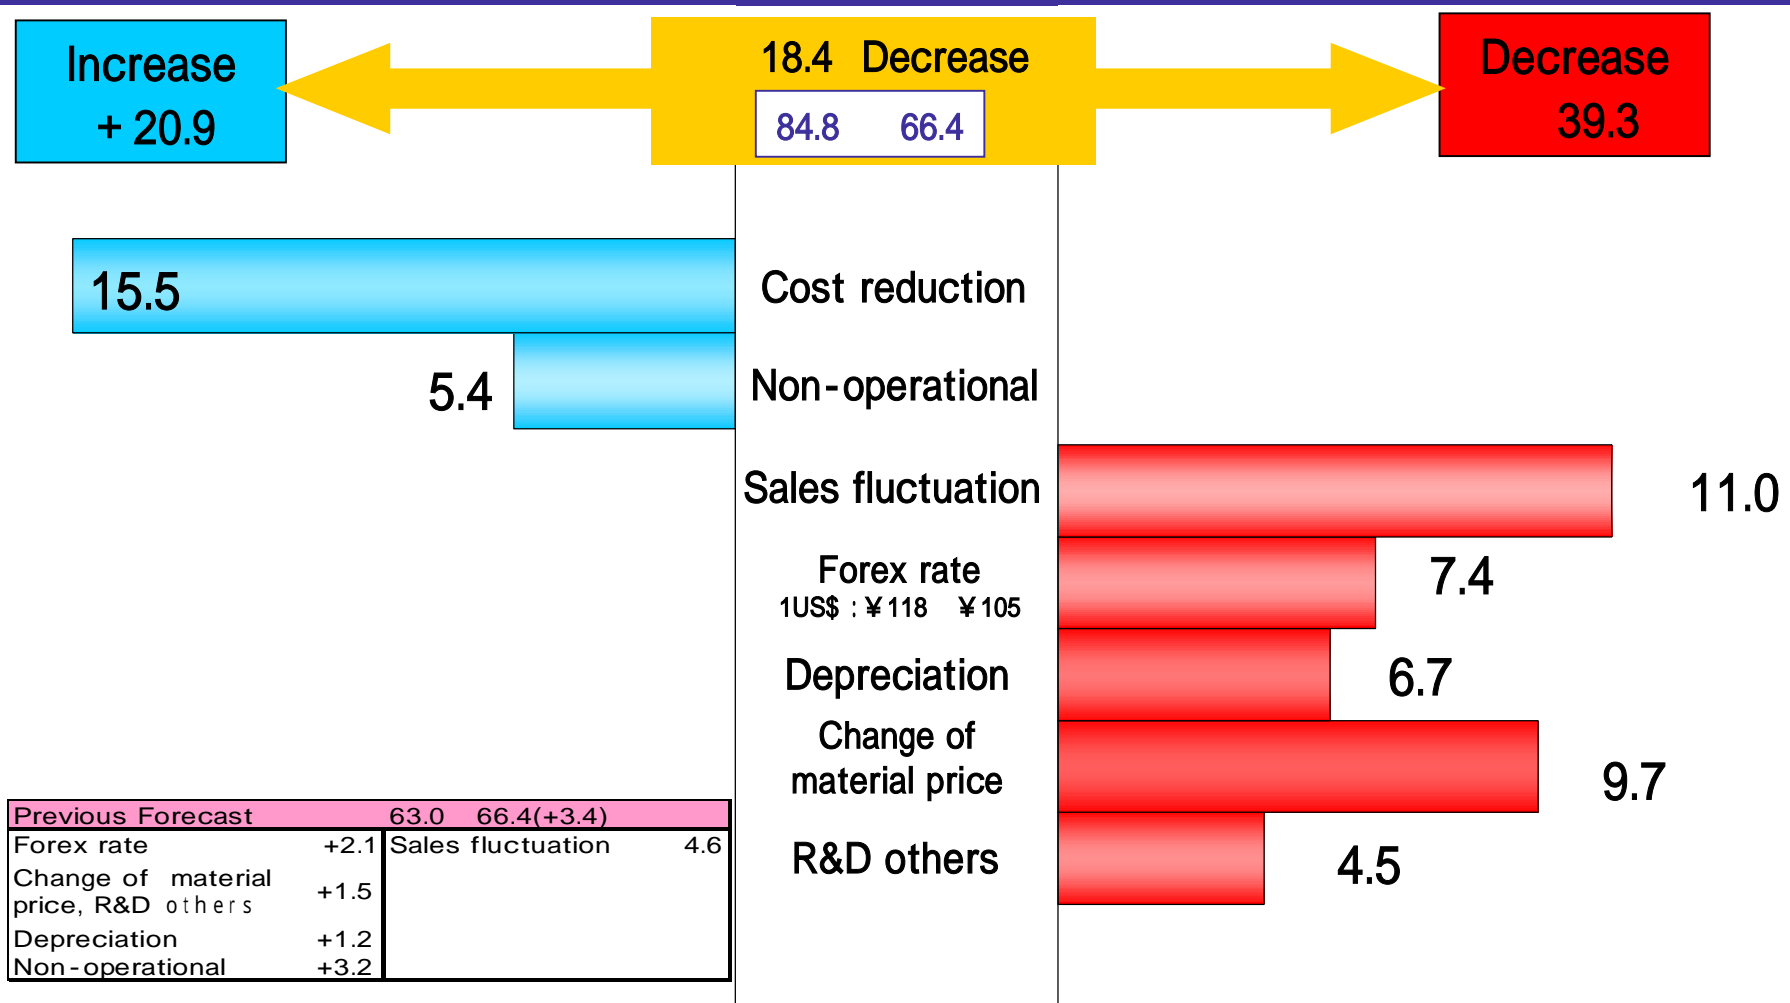 Increase
+ 20.9
18.4 Decrease
84.8 66.4
Decrease
39.3
15.5
Cost reduction
5.4
Non-operational
Sales fluctuation
11.0
Forex rate
1US$ : ¥118 ¥105
7.4
Depreciation
6.7
Change of
material price
9.7
R&D others
4.5
Previous Forecast 63.0 66.4(+3.4)
Forex rate +2.1 Sales fluctuation 4.6
Change of material
price, R&D others +1.5
Depreciation +1.2
Non-operational +3.2